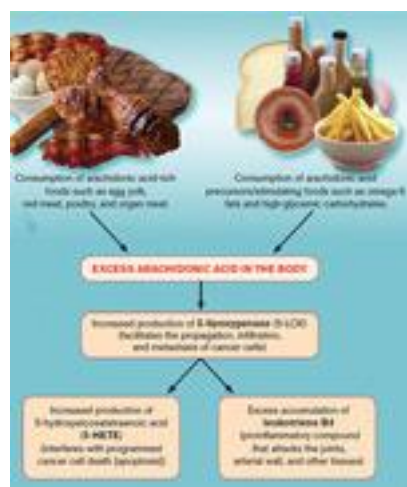 Consumption of arachidonic acid-rich
foods such as egg yolk,
red meat, poultry, and organ meat.
Consumption of arachidonic acid
precursors/stimulating foods such as omega-6
fats and high-glycemic carbohydrates.
EXCESS ARACHIDONIC ACID IN THE BODY
Increased production of 5-lipoxygenase (5-LOX)
(facilitates the propagation, infiltration,
and metastasis of cancer cells)
Increased production of
5-hydroxyeicosatetraenoic acid
(5-HETE)
(interferes with programmed
cancer cell death [apoptosis])
Excess accumulation of
leukotriene B4
(proinflammatory compound
that attacks the joints,
arterial wall, and other tissues)